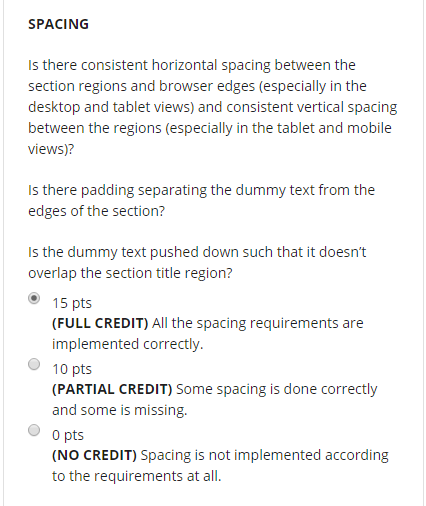 SPACING
Is there consistent horizontal spacing between the
section regions and browser edges (especially in the
desktop and tablet views) and consistent vertical spacing
between the regions (especially in the tablet and mobile
views)?
Is there padding separating the dummy text from the
edges of the section?
Is the dummy text pushed down such that it doesn't
overlap the section title region?
15 pts
(FULL CREDIT) All the spacing requirements are
implemented correctly.
10 pts
(PARTIAL CREDIT) Some spacing is done correctly
and some is missing.
0 pts
(NO CREDIT) Spacing is not implemented according
to the requirements at all.